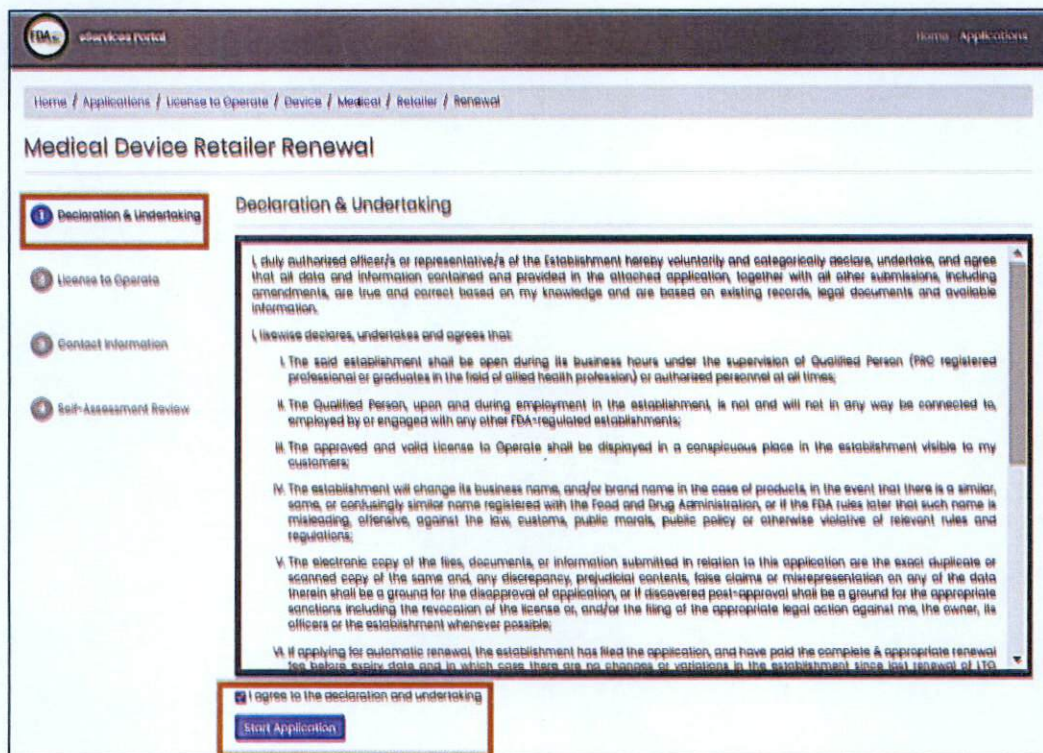 FDA eServices Portal
Home Applications
Home / Applications / License to Operate / Device / Medical / Retailer / Renewal
Medical Device Retailer Renewal
1 Declaration & Undertaking
2 License to Operate
3 Contact Information
4 Self-Assessment Review
Declaration & Undertaking
I, duly authorized officer/s or representative/s of the Establishment hereby voluntarily and categorically declare, undertake, and agree
that all data and information contained and provided in the attached application, together with all other submissions, including
amendments, are true and correct based on my knowledge and are based on existing records, legal documents and available
information.
I, likewise declares, undertakes and agrees that:
I. The said establishment shall be open during its business hours under the supervision of Qualified Person (PRC registered
professional or graduates in the field of allied health profession) or authorized personnel at all times;
II. The Qualified Person, upon and during employment in the establishment, is not and will not in any way be connected to,
employed by or engaged with any other FDA-regulated establishments;
III. The approved and valid License to Operate shall be displayed in a conspicuous place in the establishment visible to my
customers;
IV. The establishment will change its business name, and/or brand name in the case of products, in the event that there is a similar,
same, or confusingly similar name registered with the Food and Drug Administration, or if the FDA rules later that such name is
misleading, offensive, against the law, customs, public morals, public policy or otherwise violative of relevant rules and
regulations;
V. The electronic copy of the files, documents, or information submitted in relation to this application are the exact duplicate or
scanned copy of the same and, any discrepancy, prejudicial contents, false claims or misrepresentation on any of the data
therein shall be a ground for the disapproval of application, or if discovered post-approval shall be a ground for the appropriate
sanctions including the revocation of the license or, and/or the filing of the appropriate legal action against me, the owner, its
officers or the establishment whenever possible;
VI. If applying for automatic renewal, the establishment has filed the application, and have paid the complete & appropriate renewal
fee before expiry date and in which case there are no changes or variations in the establishment since last renewal of LTO
I agree to the declaration and undertaking
Start Application